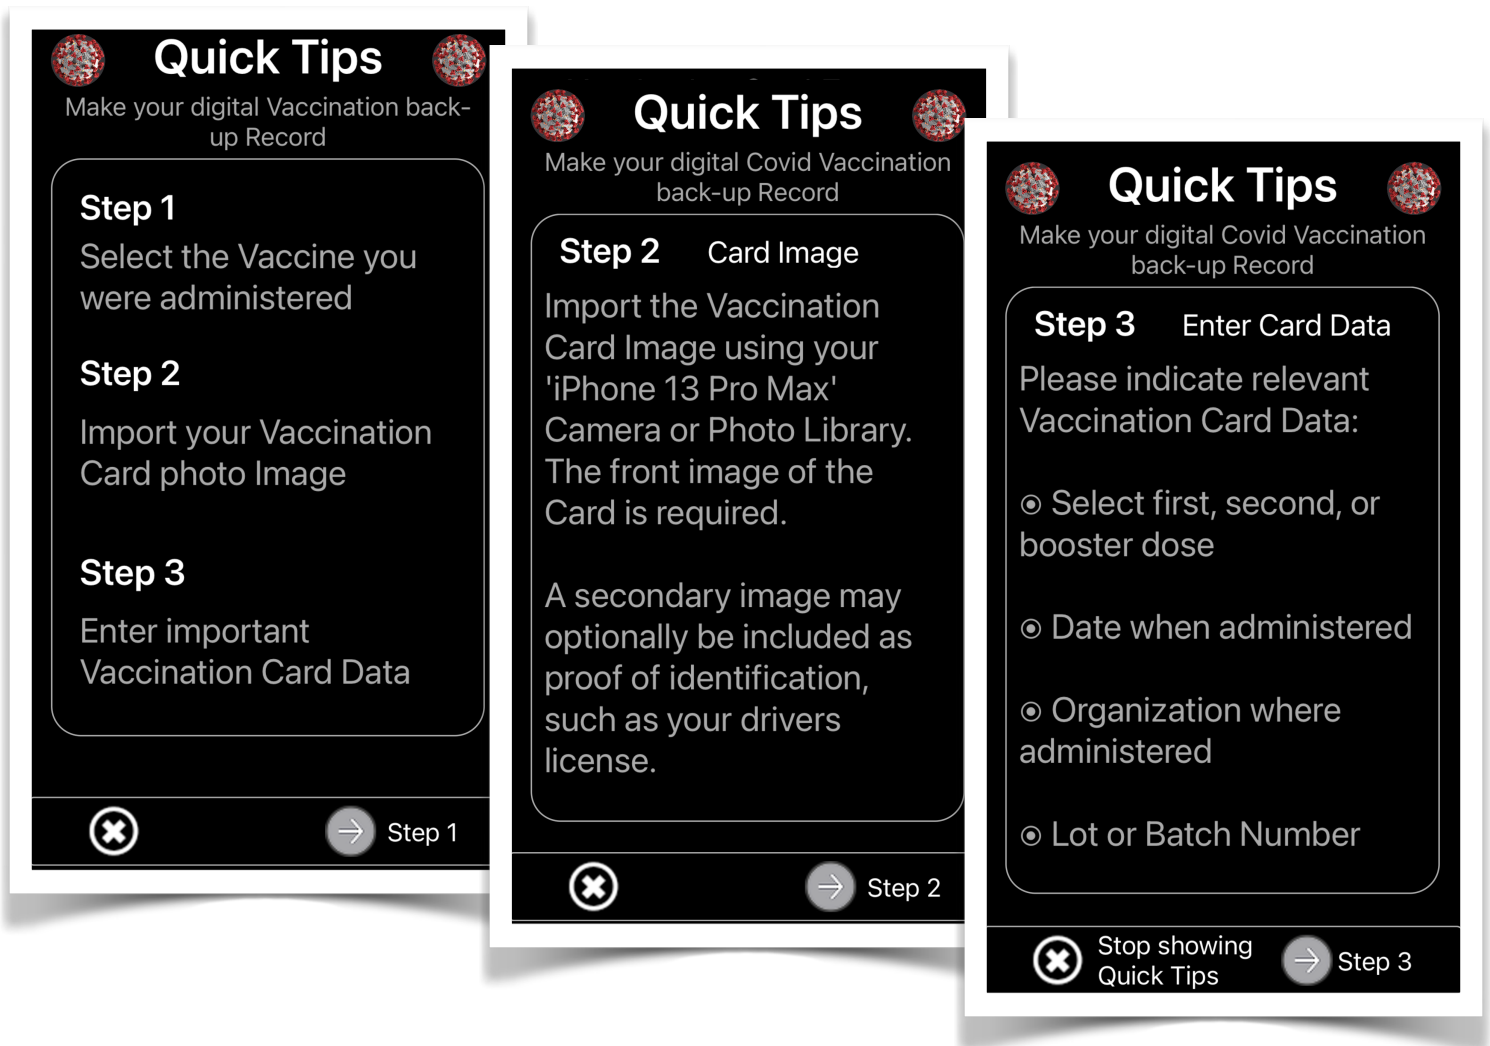 Quick Tips
Make your digital Vaccination back-
up Record
Step 1
Select the Vaccine you
were administered
Step 2
Import your Vaccination
Card photo Image
Step 3
Enter important
Vaccination Card Data
Step 1
Quick Tips
Make your digital Covid Vaccination
back-up Record
Step 2 Card Image
Import the Vaccination
Card Image using your
'iPhone 13 Pro Max'
Camera or Photo Library.
The front image of the
Card is required.
A secondary image may
optionally be included as
proof of identification,
such as your drivers
license.
Step 2
Quick Tips
Make your digital Covid Vaccination
back-up Record
Step 3 Enter Card Data
Please indicate relevant
Vaccination Card Data:
⦿ Select first, second, or
booster dose
⦿ Date when administered
⦿ Organization where
administered
⦿ Lot or Batch Number
Stop showing
Quick Tips
Step 3